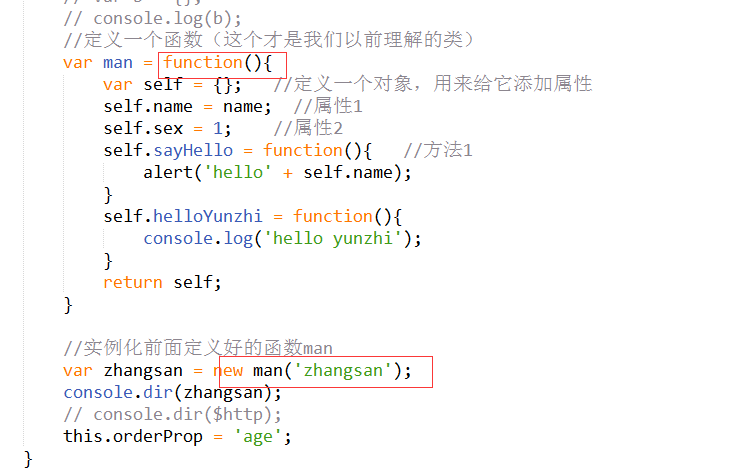 // console.log(b);
//定义一个函数（这个才是我们以前理解的类）
var man = function(){
var self = {};   //定义一个对象，用来给它添加属性
self.name = name;  //属性1
self.sex = 1;    //属性2
self.sayHello = function(){   //方法1
alert('hello' + self.name);
}
self.helloYunzhi = function(){
console.log('hello yunzhi');
}
return self;
}
//实例化前面定义好的函数man
var zhangsan = new man('zhangsan');
console.dir(zhangsan);
// console.dir($http);
this.orderProp = 'age';
}